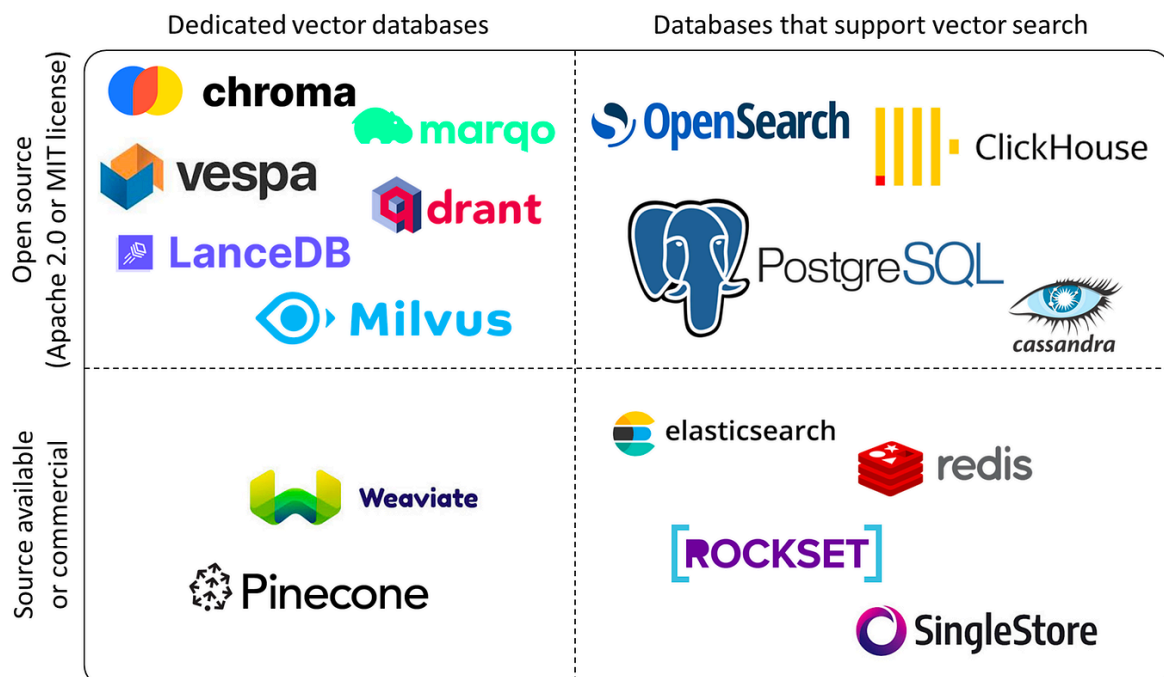 Dedicated vector databases
Databases that support vector search
Open source
(Apache 2.0 or MIT license)
chroma
marqo
vespa
qdrant
LanceDB
Milvus
OpenSearch
ClickHouse
PostgreSQL
cassandra
Source available
or commercial
Weaviate
Pinecone
elasticsearch
redis
[ROCKSET]
SingleStore